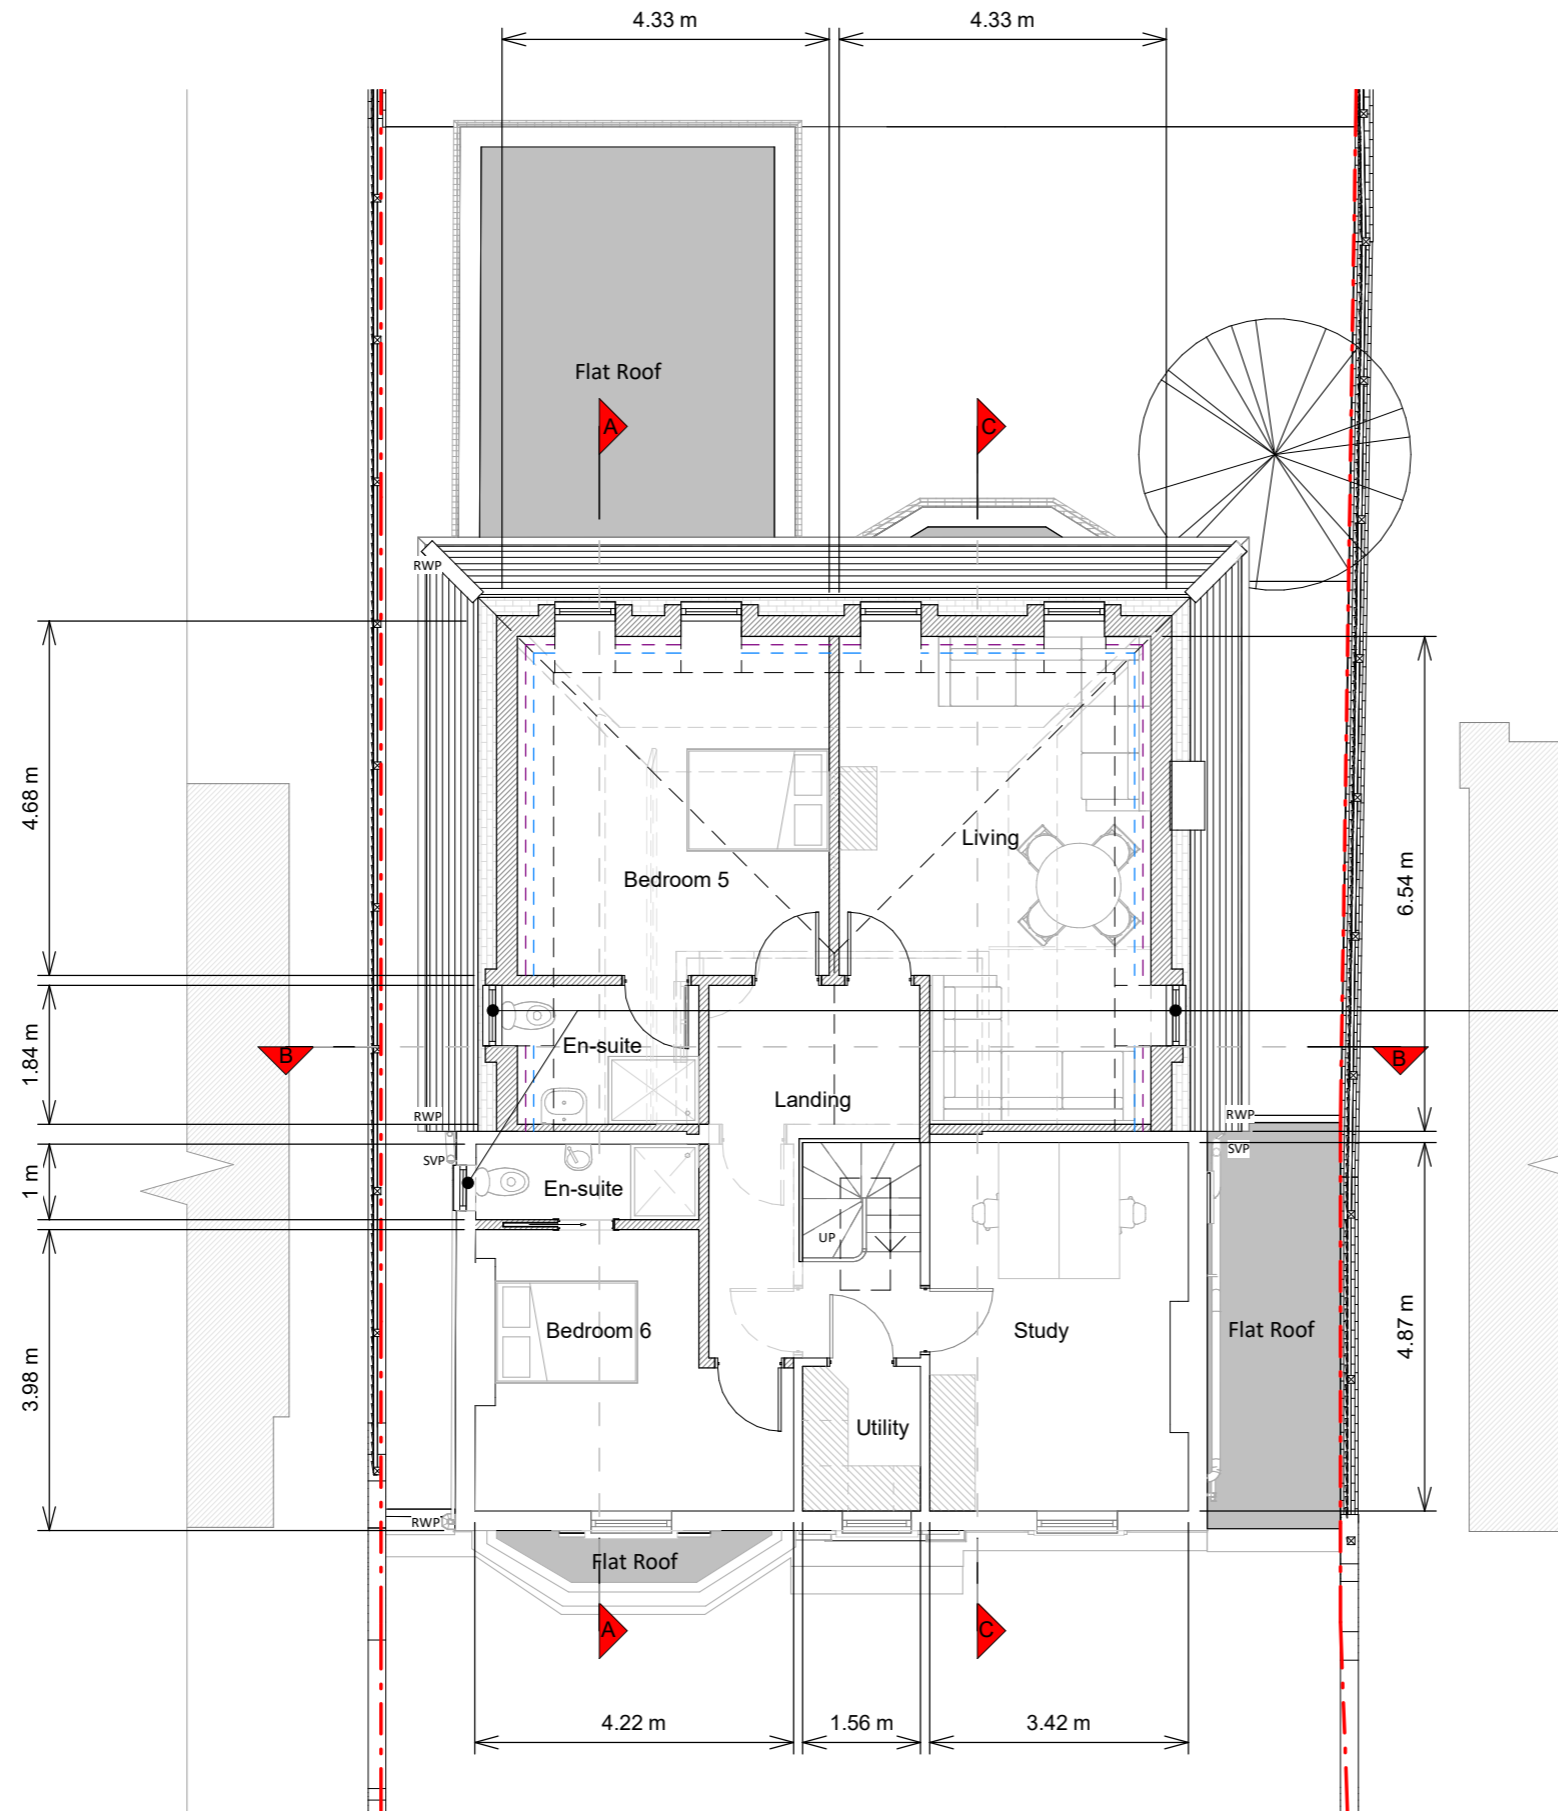 4.33 m
4.33 m
Flat Roof
A
C
RWP
4.68 m
Living
Bedroom 5
6.54 m
En-suite
B
B
1.84 m
Landing
RWP
RWP
SVP
SVP
1 m
En-suite
UP
Bedroom 6
Study
Flat Roof
4.87 m
3.98 m
Utility
RWP
Flat Roof
A
C
4.22 m
1.56 m
3.42 m